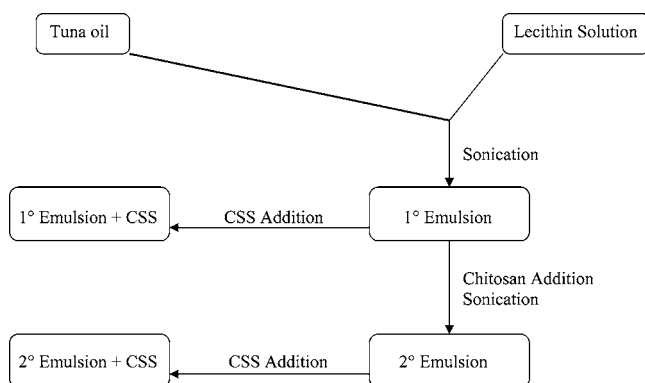 Tuna oil
Lecithin Solution
Sonication
1° Emulsion + CSS
CSS Addition
1° Emulsion
Chitosan Addition
Sonication
2° Emulsion + CSS
CSS Addition
2° Emulsion